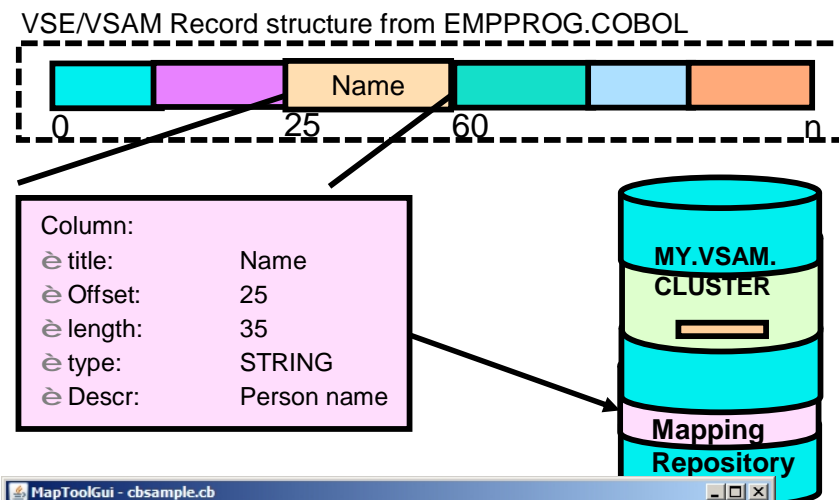 VSE/VSAM Record structure from EMPPROG.COBOL
Name
0 25 60 n
Column:
è title: Name
è Offset: 25
è length: 35
è type: STRING
è Descr: Person name
MY.VSAM.
CLUSTER
Mapping
Repository
MapToolGui - cbsample.cb